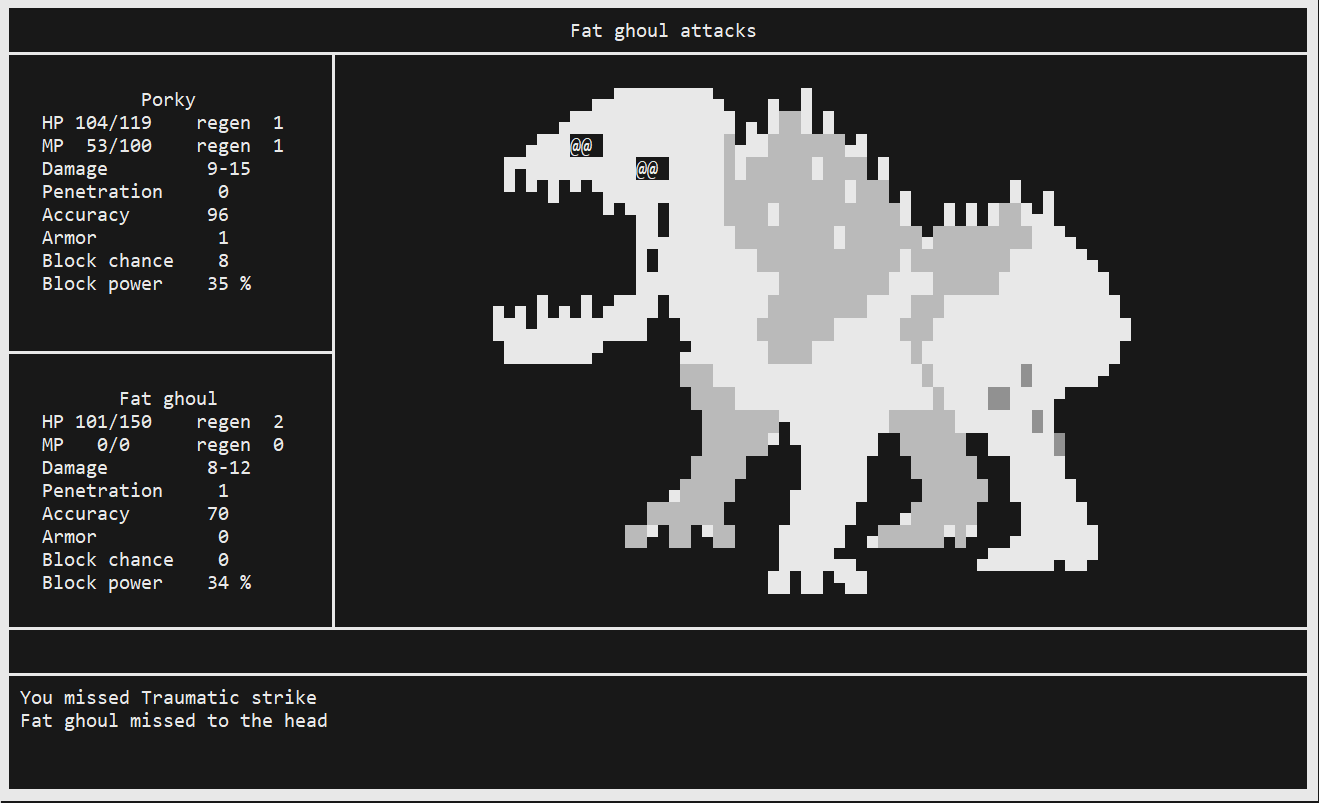 Fat ghoul attacks
Porky
HP 104/119 regen 1
MP 53/100 regen 1
Damage 9-15
Penetration 0
Accuracy 96
Armor 1
Block chance 8
Block power 35 %
@@
@@
Fat ghoul
HP 101/150 regen 2
MP 0/0 regen 0
Damage 8-12
Penetration 1
Accuracy 70
Armor 0
Block chance 0
Block power 34 %
You missed Traumatic strike
Fat ghoul missed to the head